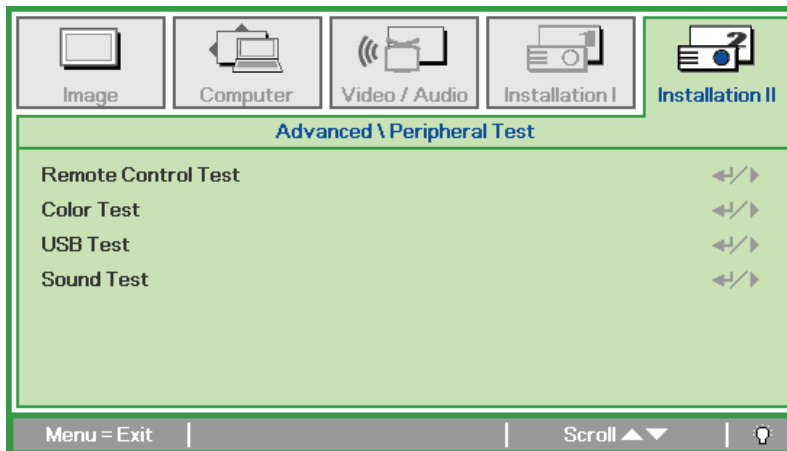 Image
Computer
Video / Audio
Installation I
Installation II
Advanced \ Peripheral Test
Remote Control Test
Color Test
USB Test
Sound Test
Menu = Exit
Scroll